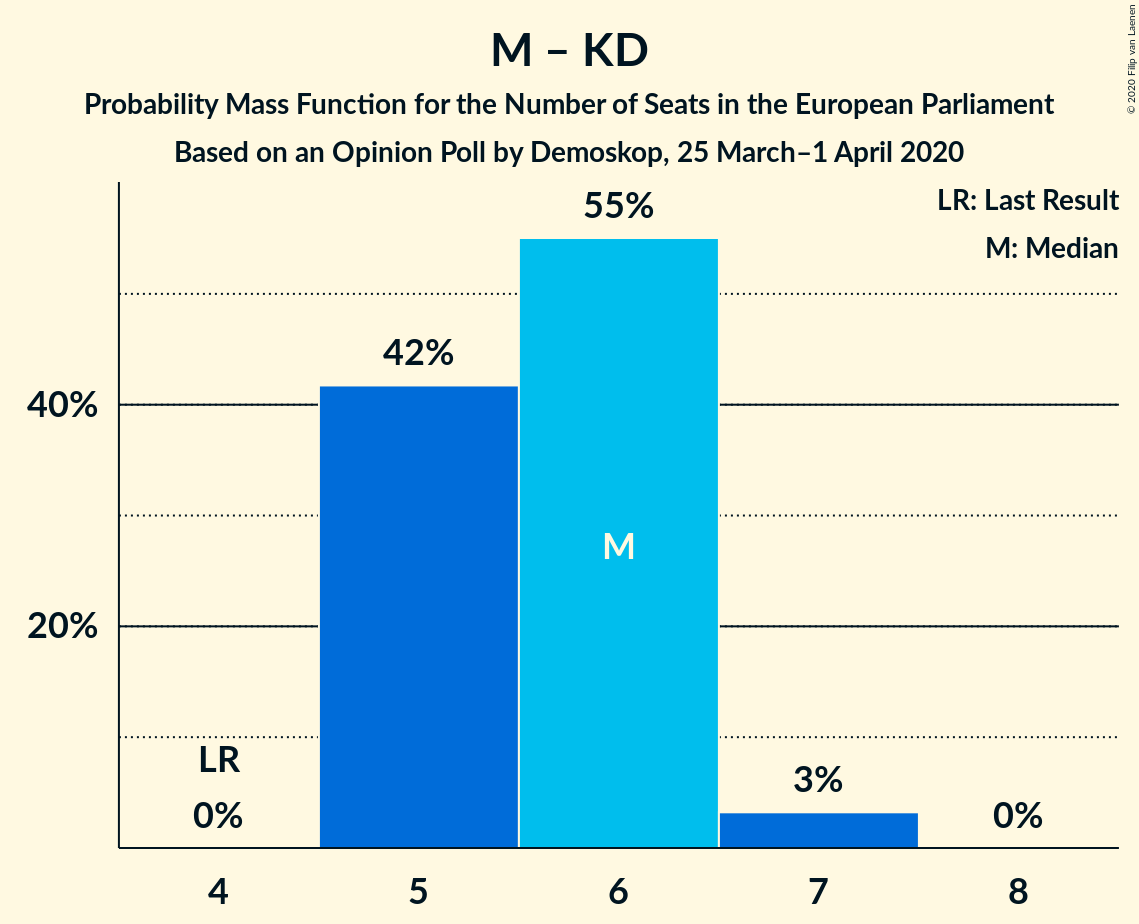 M – KD
Probability Mass Function for the Number of Seats in the European Parliament
Based on an Opinion Poll by Demoskop, 25 March–1 April 2020
© 2020 Filip van Laenen
LR: Last Result
M: Median
55%
42%
40%
M
20%
LR
0%
3%
0%
4
5
6
7
8